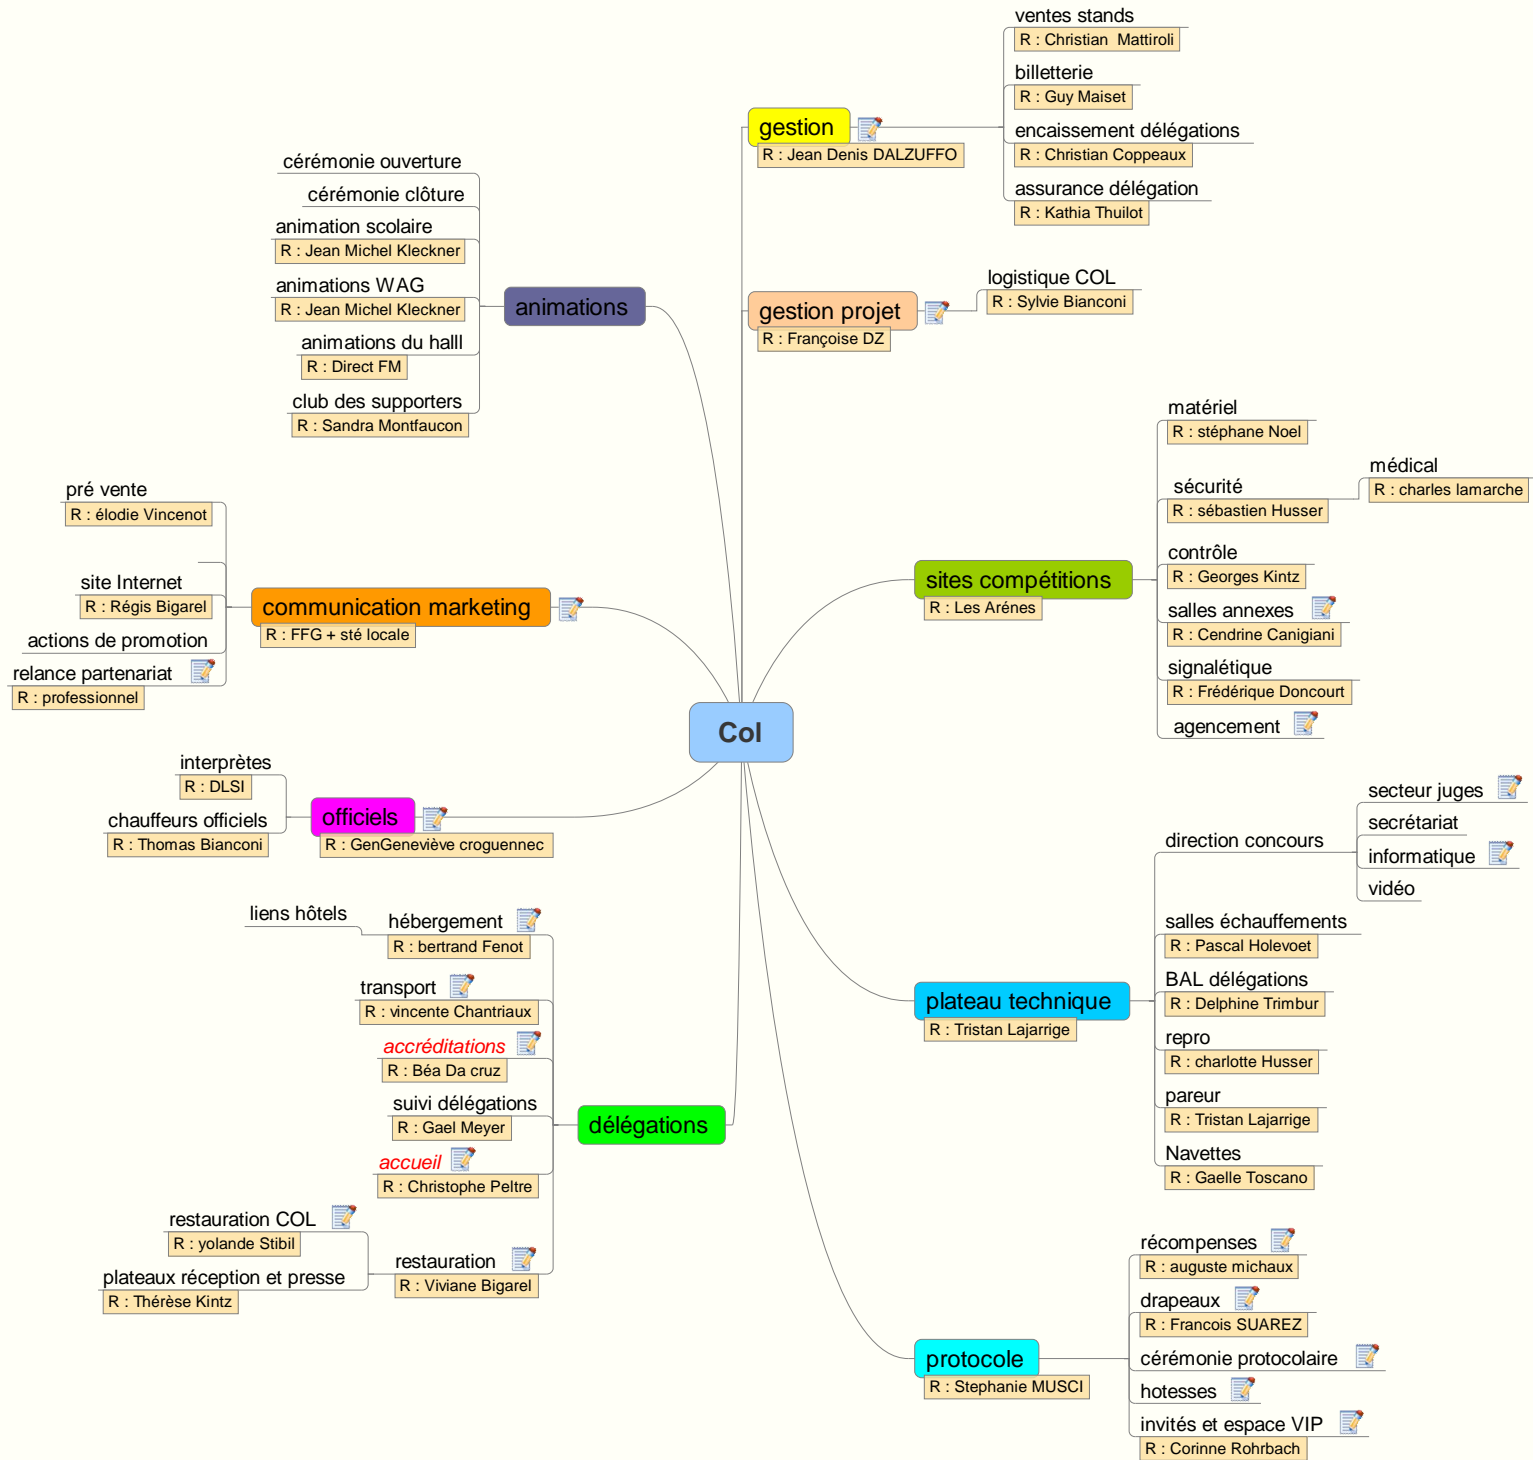 Col
gestion
R : Jean Denis DALZUFFO
ventes stands
R : Christian  Mattiroli
billetterie
R : Guy Maiset
encaissement délégations
R : Christian Coppeaux
assurance délégation
R : Kathia Thuilot
gestion projet
R : Françoise DZ
logistique COL
R : Sylvie Bianconi
sites compétitions
R : Les Arénes
matériel
R : stéphane Noel
sécurité
R : sébastien Husser
médical
R : charles lamarche
contrôle
R : Georges Kintz
salles annexes
R : Cendrine Canigiani
signalétique
R : Frédérique Doncourt
agencement
plateau technique
R : Tristan Lajarrige
direction concours
secteur juges
secrétariat
informatique
vidéo
salles échauffements
R : Pascal Holevoet
BAL délégations
R : Delphine Trimbur
repro
R : charlotte Husser
pareur
R : Tristan Lajarrige
Navettes
R : Gaelle Toscano
protocole
R : Stephanie MUSCI
récompenses
R : auguste michaux
drapeaux
R : Francois SUAREZ
cérémonie protocolaire
hotesses
invités et espace VIP
R : Corinne Rohrbach
animations
cérémonie ouverture
cérémonie clôture
animation scolaire
R : Jean Michel Kleckner
animations WAG
R : Jean Michel Kleckner
animations du halll
R : Direct FM
club des supporters
R : Sandra Montfaucon
communication marketing
R : FFG + sté locale
pré vente
R : élodie Vincenot
site Internet
R : Régis Bigarel
actions de promotion
relance partenariat
R : professionnel
officiels
R : GenGeneviève croguennec
interprètes
R : DLSI
chauffeurs officiels
R : Thomas Bianconi
délégations
hébergement
R : bertrand Fenot
liens hôtels
transport
R : vincente Chantriaux
accréditations
R : Béa Da cruz
suivi délégations
R : Gael Meyer
accueil
R : Christophe Peltre
restauration
R : Viviane Bigarel
restauration COL
R : yolande Stibil
plateaux réception et presse
R : Thérèse Kintz